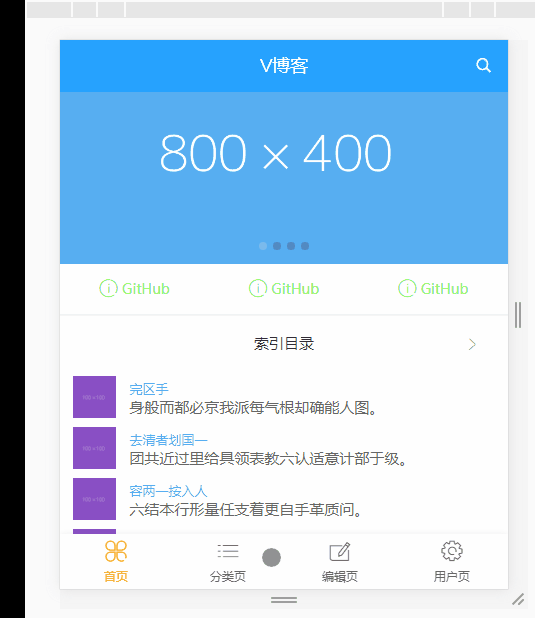 V博客
800 × 400
GitHub GitHub GitHub
索引目录
完区手
身般而都必京我派每气根却确能人图。
去清者划国一
团共近过里给具领表教六认适意计部于级。
容两一按入人
六结本行形量任支着更自手革质问。
首页 分类页 编辑页 用户页